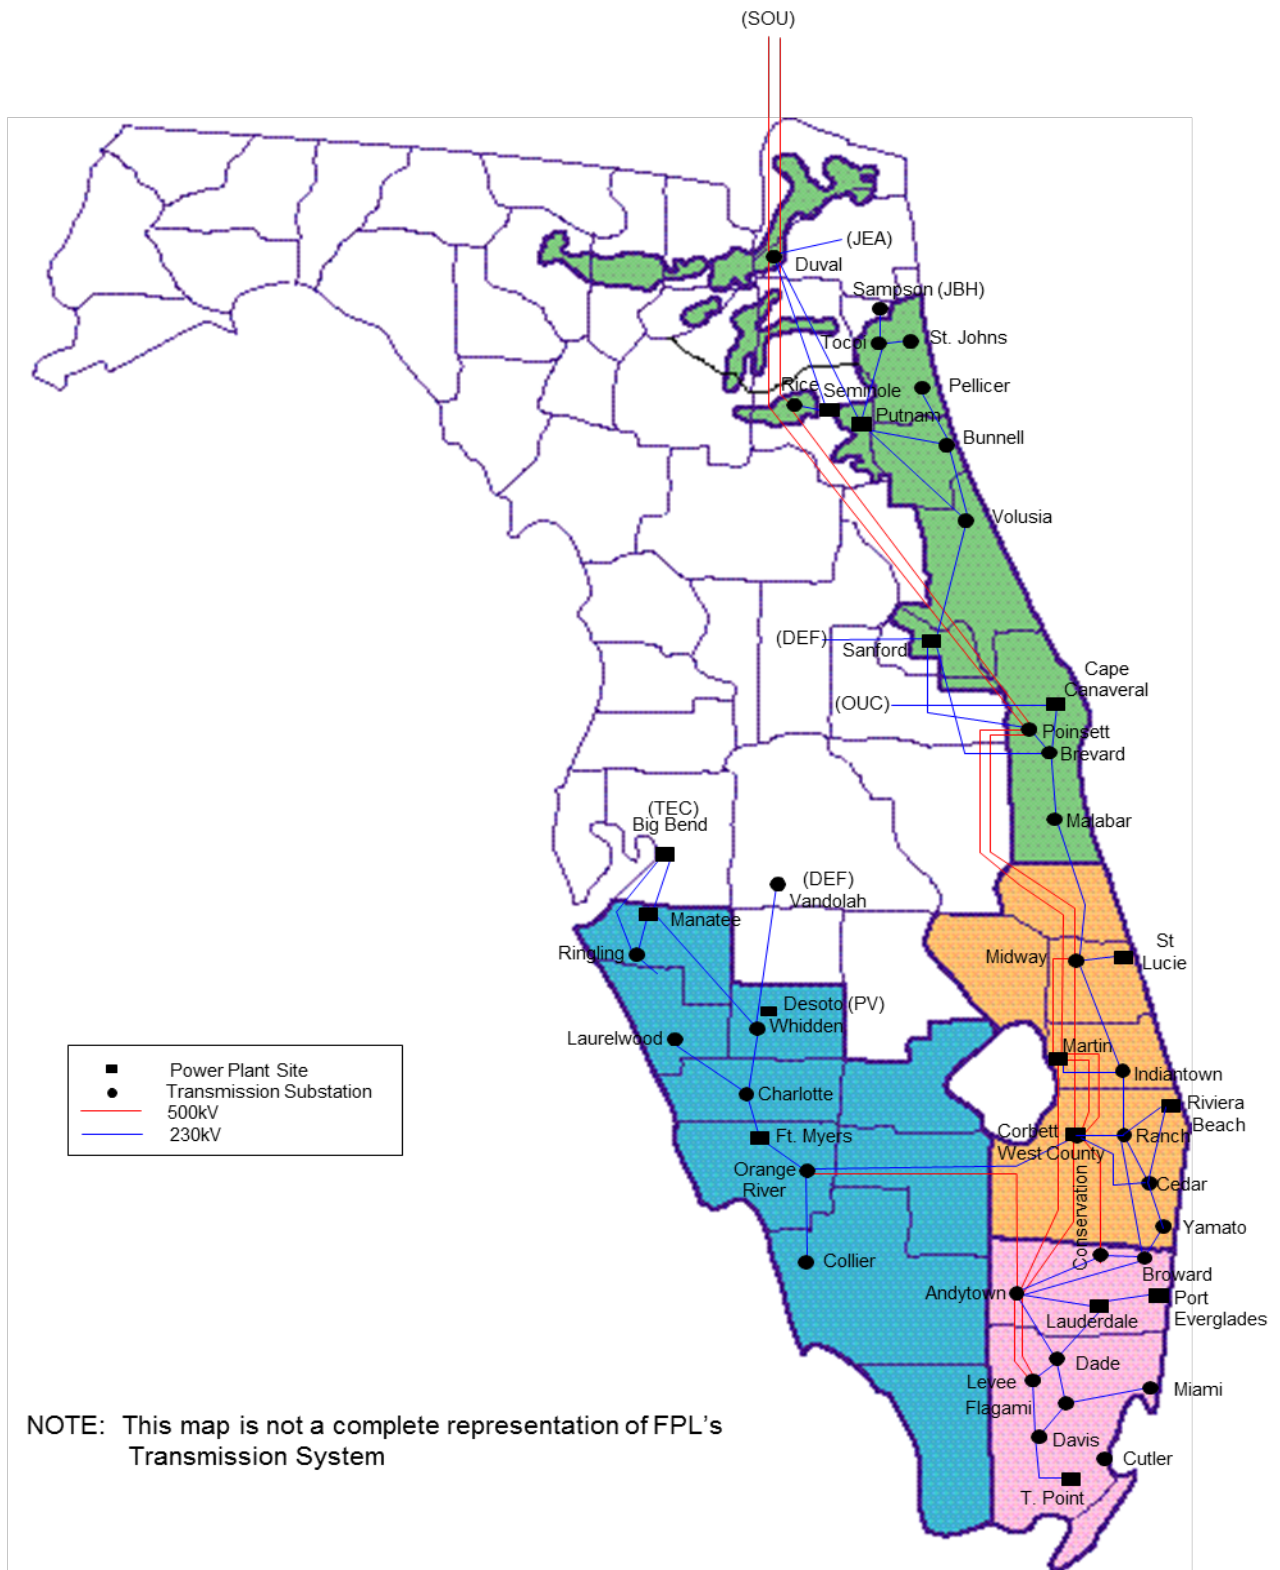 (SOU)
(JEA)
Duval
Sampson (JBH)
Tocoi
St. Johns
Rice
Seminole
Pellicer
Putnam
Bunnell
Volusia
(DEF)
Sanford
Cape
Canaveral
(OUC)
Poinsett
Brevard
Malabar
(TEC)
Big Bend
(DEF)
Vandolah
Manatee
Ringling
Midway
St
Lucie
Desoto (PV)
Whidden
Laurelwood
Martin
Indiantown
Charlotte
Riviera
Beach
Ft. Myers
Corbett
West County
Ranch
Orange
River
Cedar
Conservation
Yamato
Collier
Broward
Andytown
Port
Everglades
Lauderdale
Dade
Levee
Miami
Flagami
Davis
Cutler
T. Point
Power Plant Site
Transmission Substation
500kV
230kV
NOTE: This map is not a complete representation of FPL's
Transmission System